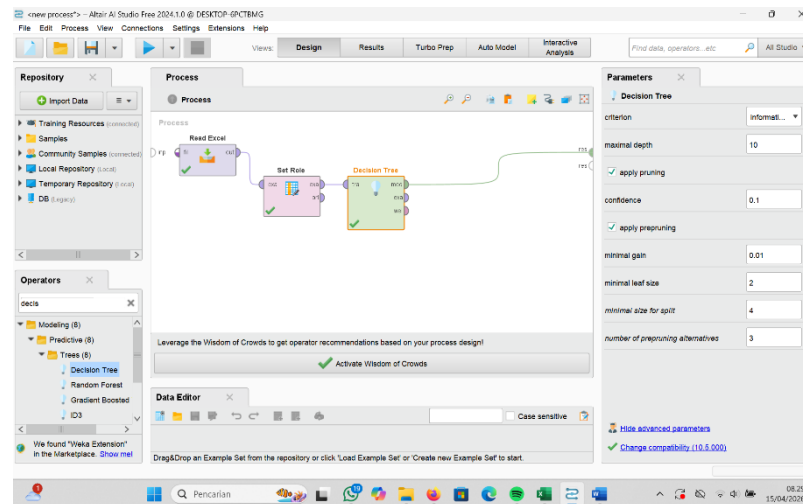 <new process*> – Altair AI Studio Free 2024.1.0 @ DESKTOP-6PCTBMG
File Edit Process View Connections Settings Extensions Help
Views: Design Results Turbo Prep Auto Model Interactive Analysis
Find data, operators...etc All Studio
Repository
Import Data
Training Resources (connected)
Samples
Community Samples (connected)
Local Repository (Local)
Temporary Repository (Local)
DB (Legacy)
Operators
decis
Modeling (8)
Predictive (8)
Trees (8)
Decision Tree
Random Forest
Gradient Boosted
ID3
We found "Weka Extension"
in the Marketplace. Show me!
Process
Process
Process
Read Excel
out
Set Role
exa
exa
ori
Decision Tree
tra
mod
exa
wei
res
res
Leverage the Wisdom of Crowds to get operator recommendations based on your process design!
Activate Wisdom of Crowds
Data Editor
Case sensitive
Drag&Drop an Example Set from the repository or click 'Load Example Set' or 'Create new Example Set' to start.
Parameters
Decision Tree
criterion informati...
maximal depth 10
apply pruning
confidence 0.1
apply prepruning
minimal gain 0.01
minimal leaf size 2
minimal size for split 4
number of prepruning alternatives 3
Hide advanced parameters
Change compatibility (10.5.000)
Pencarian
08.29